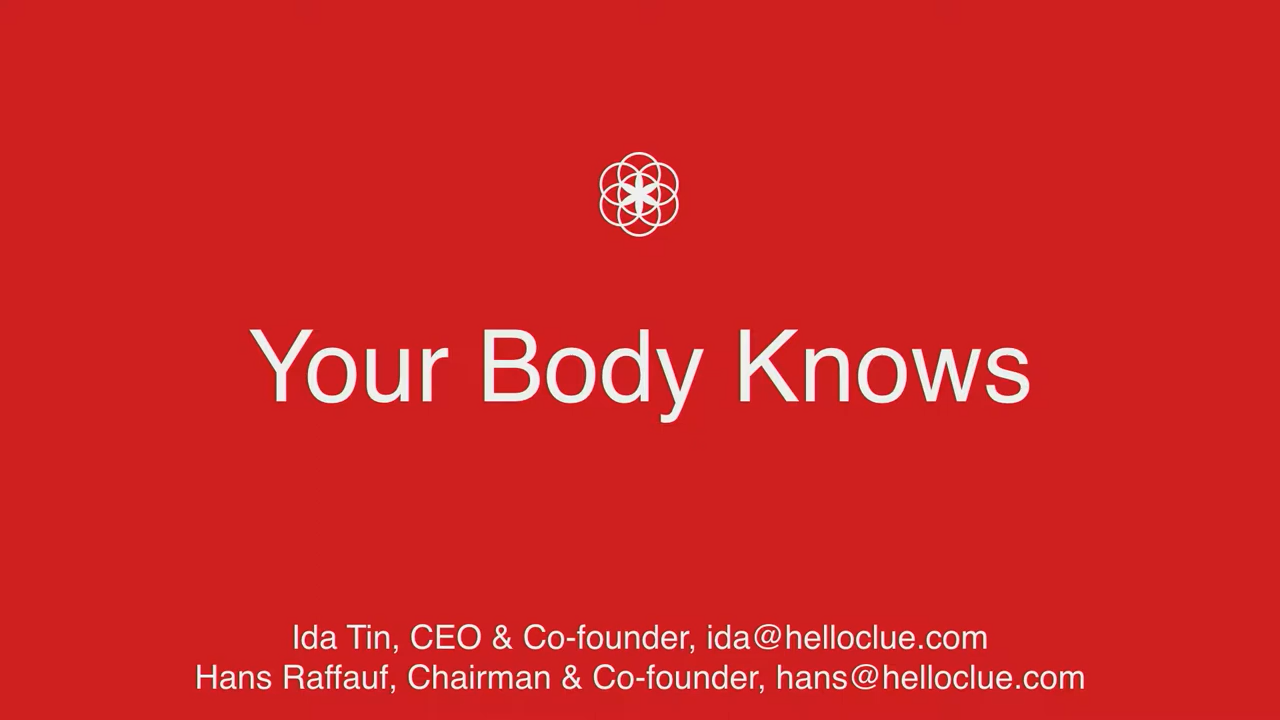 Your Body Knows
Ida Tin, CEO & Co-founder, ida@helloclue.com
Hans Raffauf, Chairman & Co-founder, hans@helloclue.com